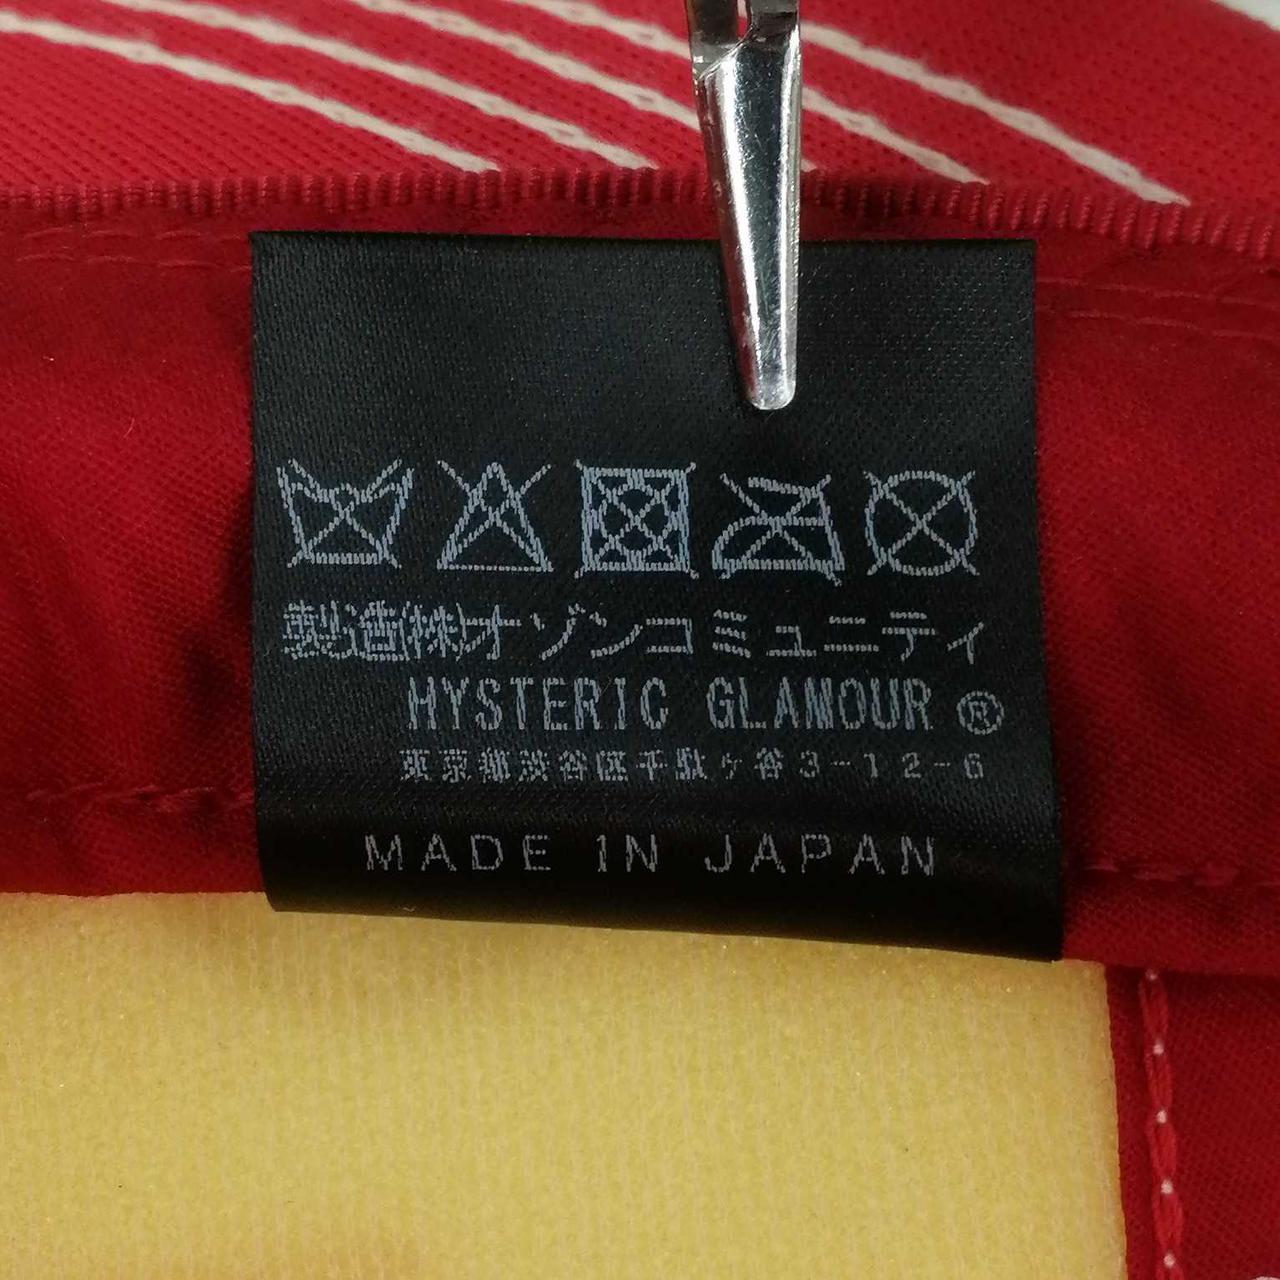 製造(株)オゾンコミュニティ
HYSTERIC GLAMOUR ®
東京都渋谷区千駄ヶ谷3-12-6
MADE IN JAPAN